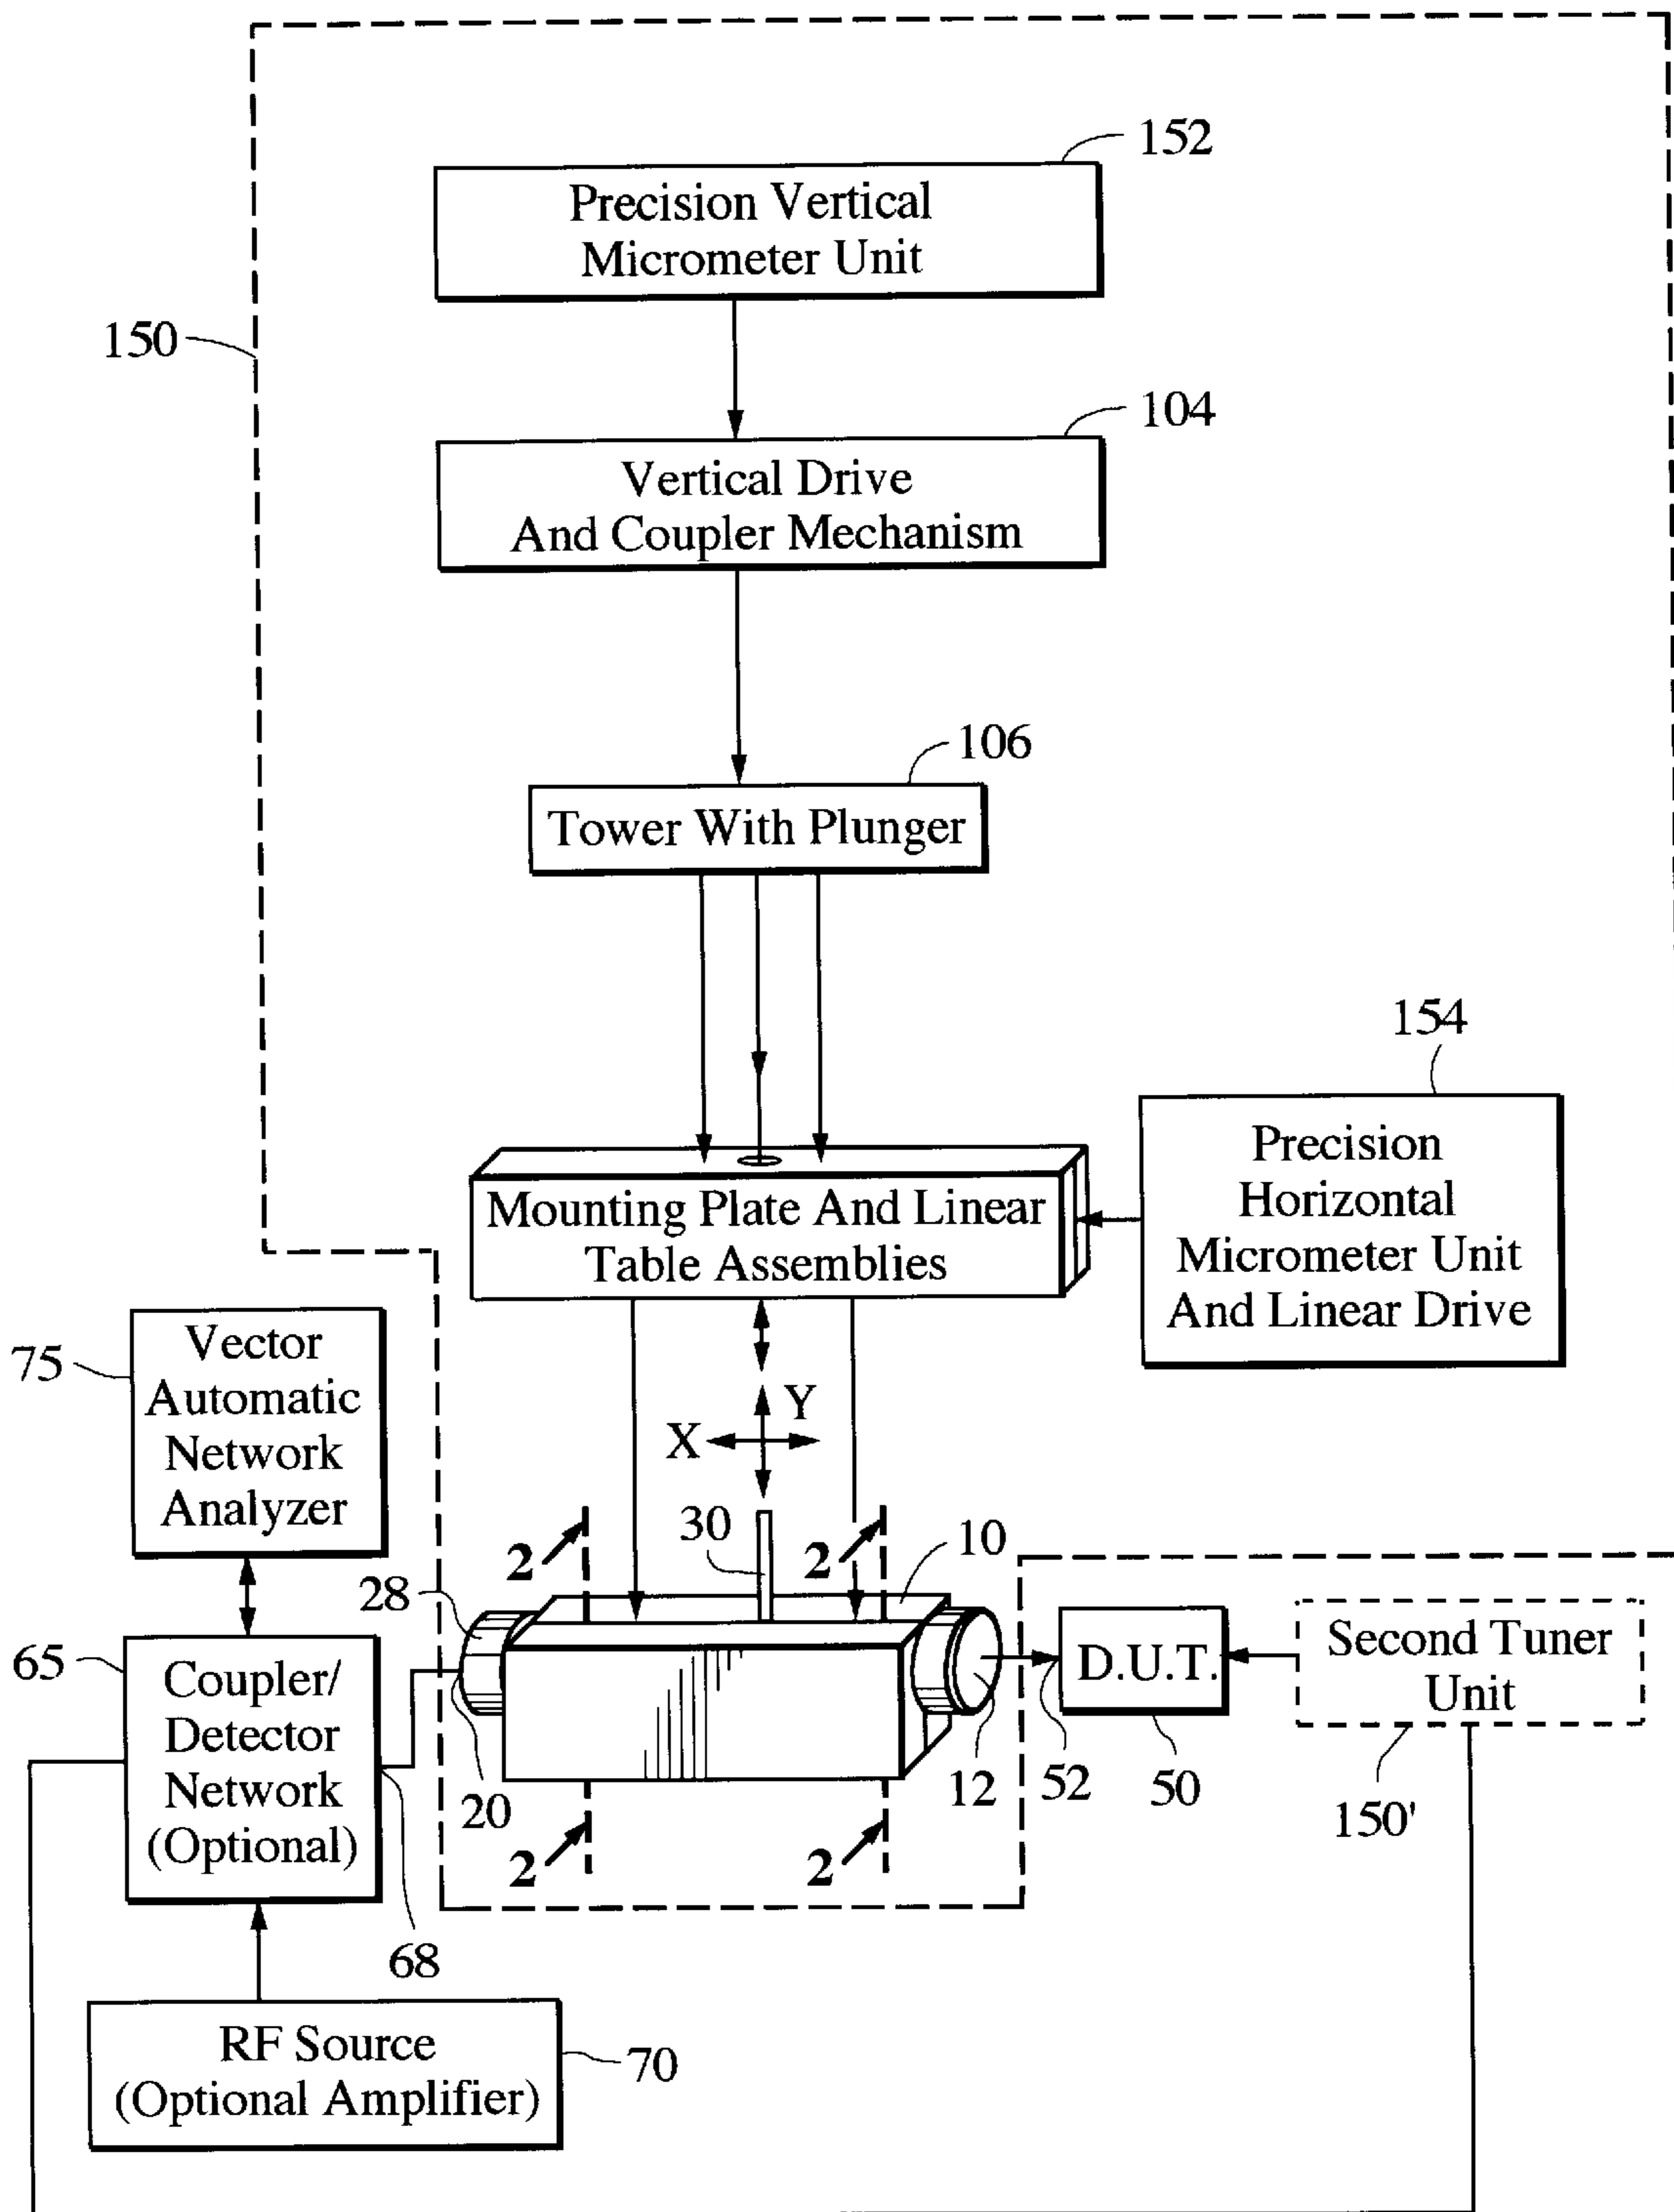 152
Precision Vertical
Micrometer Unit
150
104
Vertical Drive
And Coupler Mechanism
106
Tower With Plunger
154
Precision
Horizontal
Micrometer Unit
And Linear Drive
Mounting Plate And Linear
Table Assemblies
75
Vector
Automatic
Network
Analyzer
Y
X
30
10
2
2
28
65
Coupler/
Detector
Network
(Optional)
D.U.T.
Second Tuner
Unit
20
12
52
50
150'
2
2
68
RF Source
(Optional Amplifier)
70